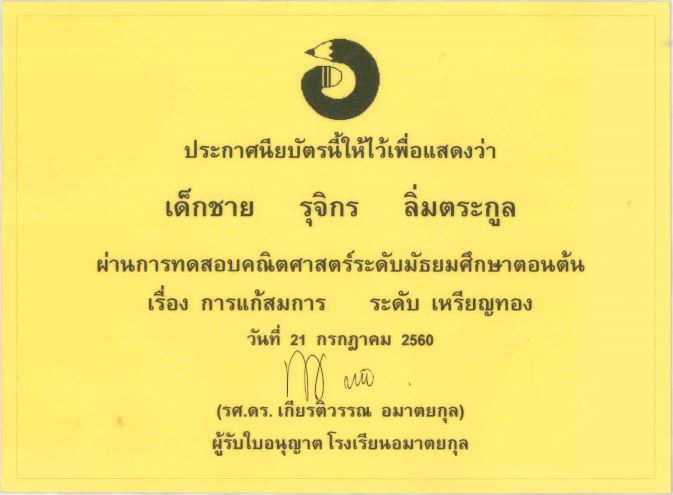 ประกาศนียบัตรนี้ให้ไว้เพื่อแสดงว่า
เด็กชาย รุจิกร ลิ่มตระกูล
ผ่านการทดสอบคณิตศาสตร์ระดับมัธยมศึกษาตอนต้น
เรื่อง การแก้สมการ ระดับ เหรียญทอง
วันที่ 21 กรกฎาคม 2560
(รศ.ดร. เกียรติวรรณ อมาตยกุล)
ผู้รับใบอนุญาต โรงเรียนอมาตยกุล